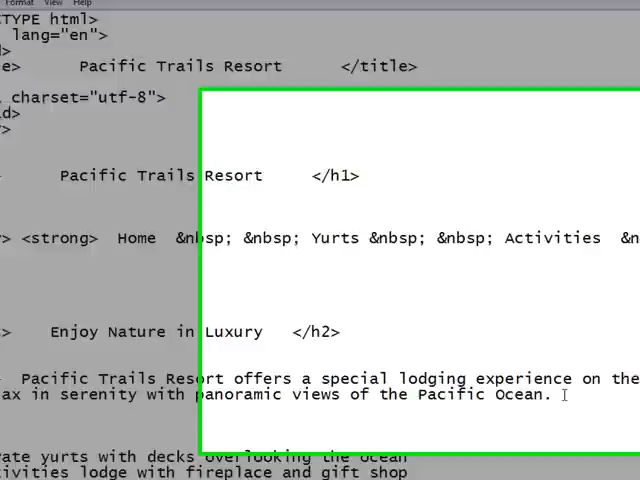 Format View Help
CTYPE html>
lang="en">
>
e> Pacific Trails Resort </title>
charset="utf-8">
ad>
>
Pacific Trails Resort </h1>
> <strong> Home &nbsp; &nbsp; Yurts &nbsp; &nbsp; Activities &n
> Enjoy Nature in Luxury </h2>
Pacific Trails Resort offers a special lodging experience on the
ax in serenity with panoramic views of the Pacific Ocean.
vate yurts with decks overlooking the ocean
tivities lodge with fireplace and gift shop